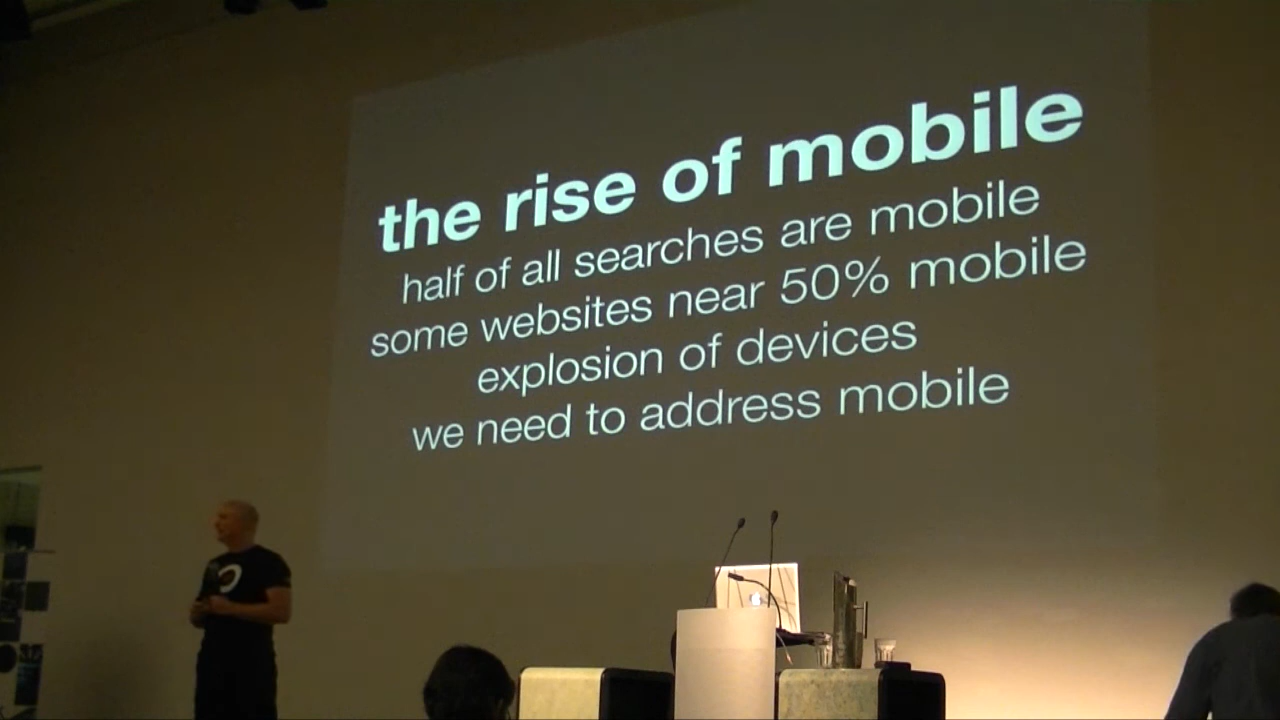 the rise of mobile
half of all searches are mobile
some websites near 50% mobile
explosion of devices
we need to address mobile